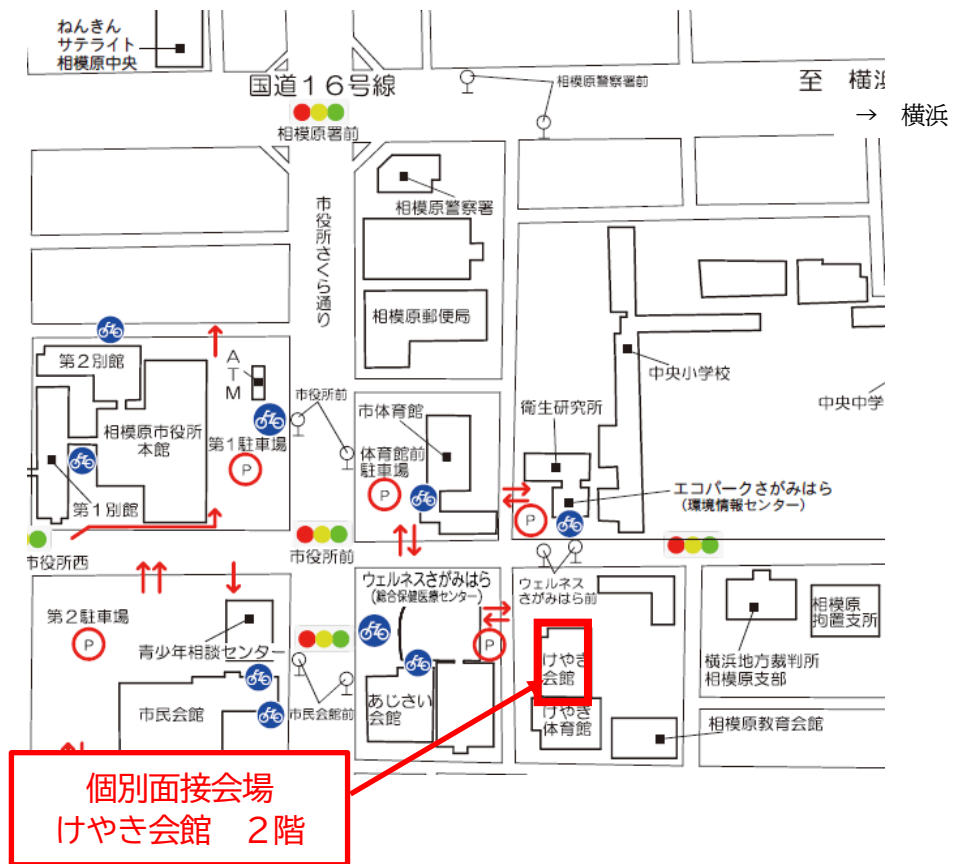 ねんきん
サテライト
相模原中央
国道16号線
相模原警察署前
至 横浜
→ 横浜
相模原署前
相模原警察署
市役所さくら通り
相模原郵便局
第2別館
ATM
市役所前
相模原市役所
本館
第1駐車場
P
第1別館
市体育館
体育館前
駐車場
P
衛生研究所
中央小学校
中央中学
エコパークさがみはら
(環境情報センター)
P
市役所西
市役所前
第2駐車場
P
青少年相談センター
ウェルネスさがみはら
(総合保健医療センター)
P
ウェルネス
さがみはら前
けやき
会館
けやき
体育館
横浜地方裁判所
相模原支部
相模原
拘置支所
市民会館
市民会館前
あじさい
会館
相模原教育会館
個別面接会場
けやき会館 2階